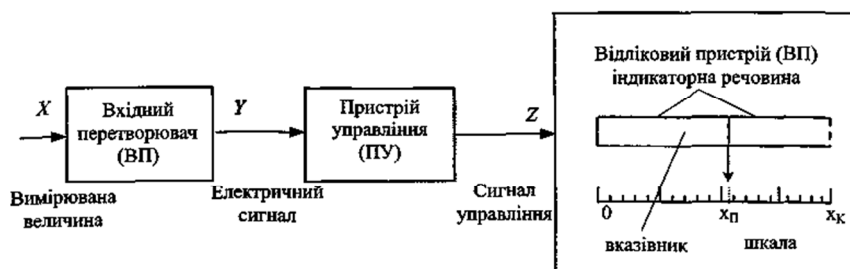 X
Вхідний
перетворювач
(ВП)
Y
Пристрій
управління
(ПУ)
Z
Вимірювана
величина
Електричний
сигнал
Сигнал
управління
Відліковий пристрій (ВП)
індикаторна речовина
0
xП
xК
вказівник
шкала